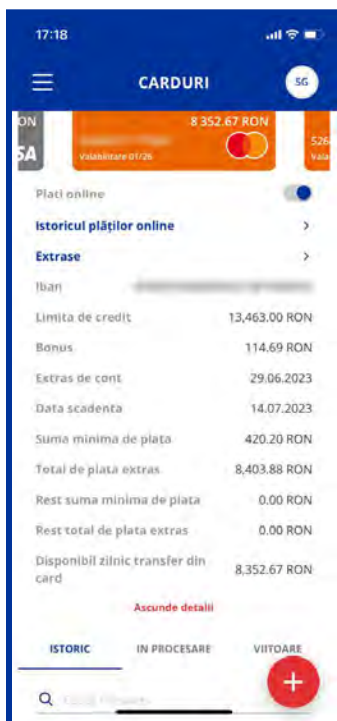 17:18
CARDURI
SG
ON
8 352.67 RON
SA
Valabilitate 01/26
526
Vala
Plati online
Istoricul plăților online
Extrase
Iban
Limita de credit 13,463.00 RON
Bonus 114.69 RON
Extras de cont 29.06.2023
Data scadenta 14.07.2023
Suma minima de plata 420.20 RON
Total de plata extras 8,403.88 RON
Rest suma minima de plata 0.00 RON
Rest total de plata extras 0.00 RON
Disponibil zilnic transfer din 8,352.67 RON
card
Ascunde detalii
ISTORIC IN PROCESARE VIITOARE